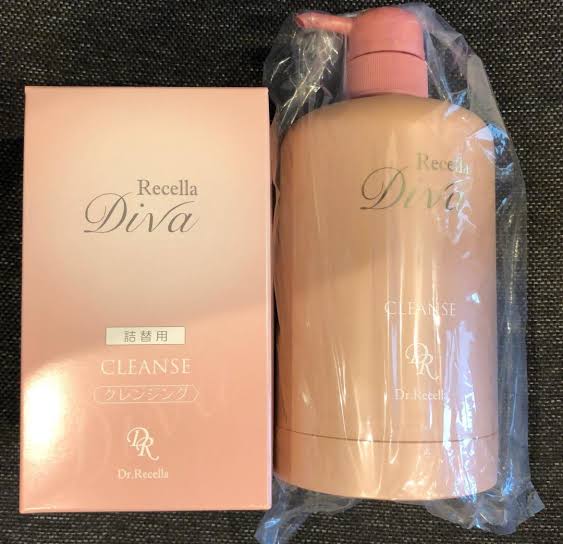 Recella
Diva
詰替用
CLEANSE
クレンジング
DR
Dr.Recella
Recella
Diva
CLEANSE
DR
Dr.Recella